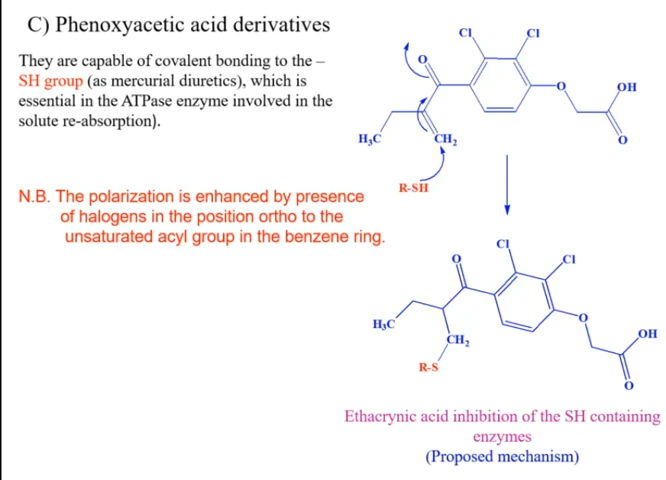 C) Phenoxyacetic acid derivatives
They are capable of covalent bonding to the –
SH group (as mercurial diuretics), which is
essential in the ATPase enzyme involved in the
solute re-absorption).
N.B. The polarization is enhanced by presence
of halogens in the position ortho to the
unsaturated acyl group in the benzene ring.
Cl
Cl
O
O
OH
H₃C
CH₂
O
R-SH
Cl
Cl
O
H₃C
O
OH
CH₂
R-S
O
Ethacrynic acid inhibition of the SH containing
enzymes
(Proposed mechanism)